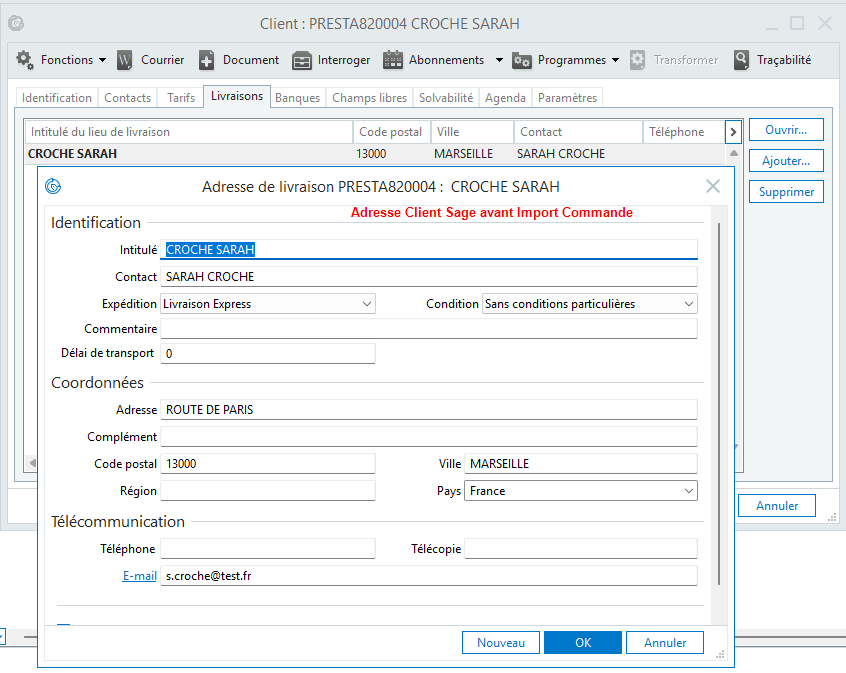 Client : PRESTA820004 CROCHE SARAH
Fonctions Courrier Document Interroger Abonnements Programmes Transformer Traçabilité
Identification Contacts Tarifs Livraisons Banques Champs libres Solvabilité Agenda Paramètres
Intitulé du lieu de livraison Code postal Ville Contact Téléphone
CROCHE SARAH 13000 MARSEILLE SARAH CROCHE
Ouvrir...
Ajouter...
Supprimer
Adresse de livraison PRESTA820004 : CROCHE SARAH
Adresse Client Sage avant Import Commande
Identification
Intitulé CROCHE SARAH
Contact SARAH CROCHE
Expédition Livraison Express Condition Sans conditions particulières
Commentaire
Délai de transport 0
Coordonnées
Adresse ROUTE DE PARIS
Complément
Code postal 13000 Ville MARSEILLE
Région Pays France
Télécommunication
Téléphone Télécopie
E-mail s.croche@test.fr
Nouveau OK Annuler
Annuler